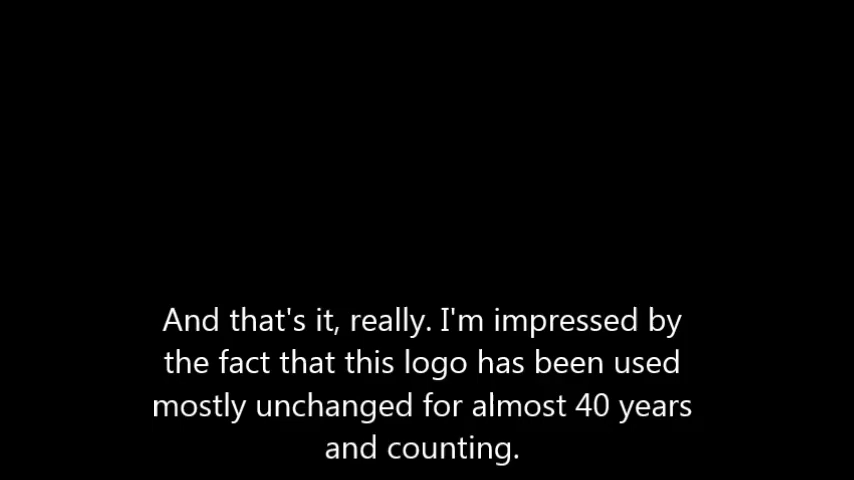 And that's it, really. I'm impressed by
the fact that this logo has been used
mostly unchanged for almost 40 years
and counting.